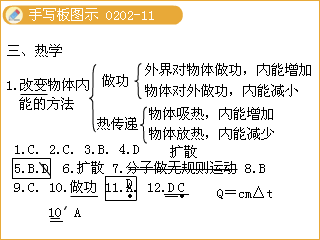 手写板图示 0202-11
三、热学
1.改变物体内能的方法
做功
外界对物体做功，内能增加
物体对外做功，内能减小
热传递
物体吸热，内能增加
物体放热，内能减少
1.C. 2.C. 3.B. 4.D 扩散
5.B.D 6.扩散 7.分子做无规则运动 8.B
9.C. 10.做功 11.A. D 12.D C
10′A
Q＝cm△t